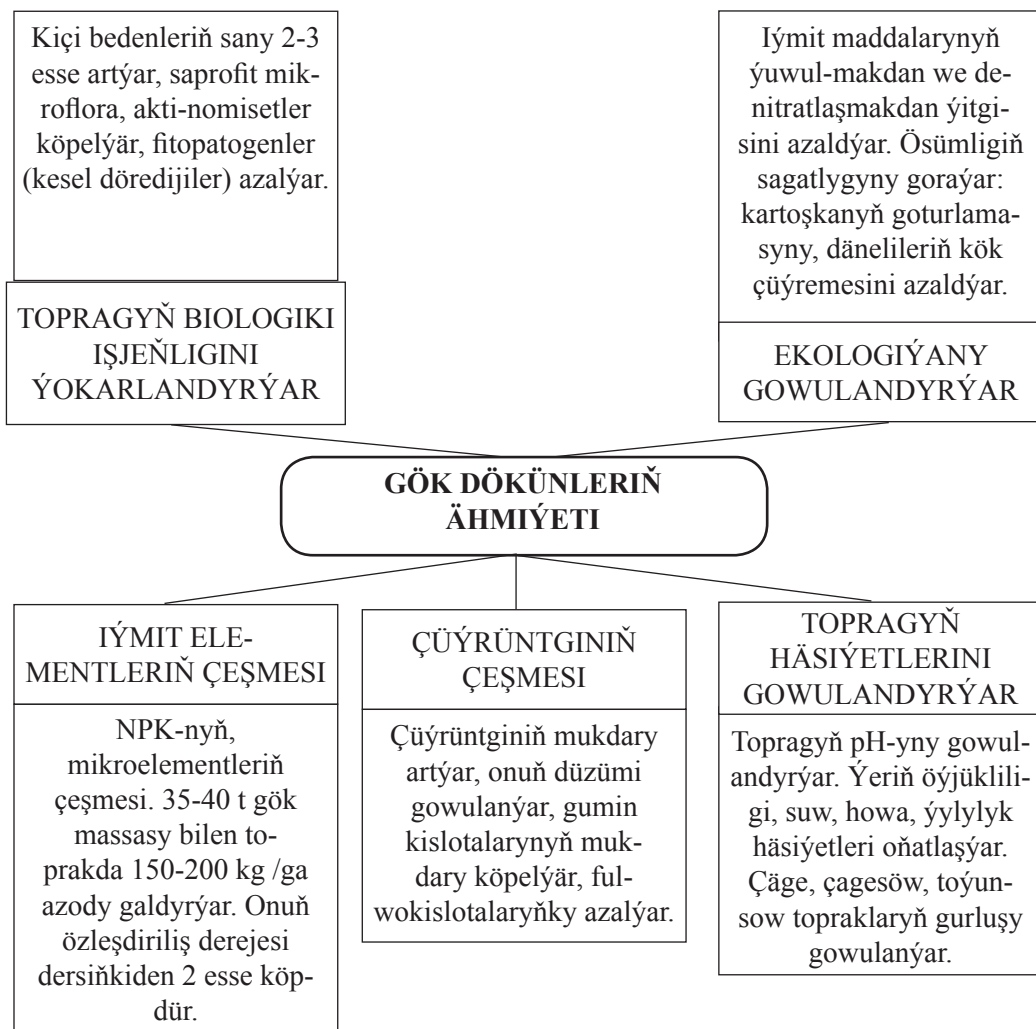 Kiçi bedenleriň sany 2-3
esse artýar, saprofit mik-
roflora, akti-nomisetler
köpelýär, fitopatogenler
(kesel döredijiler) azalýar.
TOPRAGYŇ BIOLOGIKI
IŞJEŇLIGINI
ÝOKARLANDYRÝAR
Iýmit maddalarynyň
ýuwul-makdan we de-
nitratlaşmakdan ýitgi-
sini azaldýar. Ösümligiň
sagatlygyny goraýar:
kartoşkanyň goturlama-
syny, dänelileriň kök
çüýremesini azaldýar.
EKOLOGIÝANY
GOWULANDYRÝAR
GÖK DÖKÜNLERIŇ
ÄHMIÝETI
IÝMIT ELE-
MENTLERIŇ ÇEŞMESI
NPK-nyň,
mikroelementleriň
çeşmesi. 35-40 t gök
massasy bilen to-
prakda 150-200 kg /ga
azody galdyrýar. Onuň
özleşdiriliş derejesi
dersiňkiden 2 esse köp-
dür.
ÇÜÝRÜNTGINIŇ
ÇEŞMESI
Çüýrüntginiň mukdary
artýar, onuň düzümi
gowulanýar, gumin
kislotalarynyň muk-
dary köpelýär, ful-
wokislotalaryňky azalýar.
TOPRAGYŇ
HÄSIÝETLERINI
GOWULANDYRÝAR
Topragyň pH-yny gowul-
andyrýar. Ýeriň öýjüklili-
gi, suw, howa, ýylylyk
häsiýetleri oňatlaşýar.
Çäge, çagesöw, toýun-
sow topraklaryň gurluşy
gowulanýar.